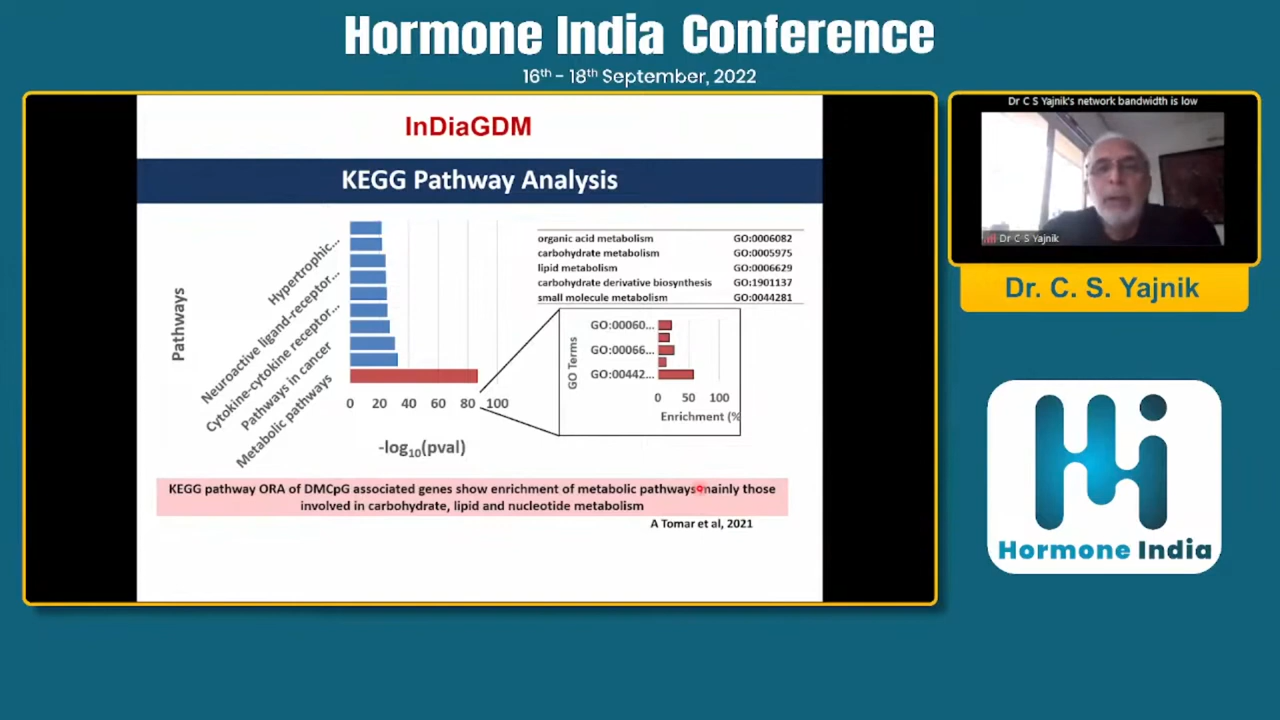 Hormone India Conference
16th - 18th September, 2022
InDiaGDM
KEGG Pathway Analysis
Pathways
Hypertrophic...
Neuroactive ligand-receptor...
Cytokine-cytokine receptor...
Pathways in cancer
Metabolic pathways
0 20 40 60 80 100
-log10(pval)
organic acid metabolism GO:0006082
carbohydrate metabolism GO:0005975
lipid metabolism GO:0006629
carbohydrate derivative biosynthesis GO:1901137
small molecule metabolism GO:0044281
GO Terms
GO:00060...
GO:00066...
GO:00442...
0 50 100
Enrichment (%
KEGG pathway ORA of DMCpG associated genes show enrichment of metabolic pathways mainly those
involved in carbohydrate, lipid and nucleotide metabolism
A Tomar et al, 2021
Dr C S Yajnik's network bandwidth is low
Dr C S Yajnik
Dr. C. S. Yajnik
Hormone India